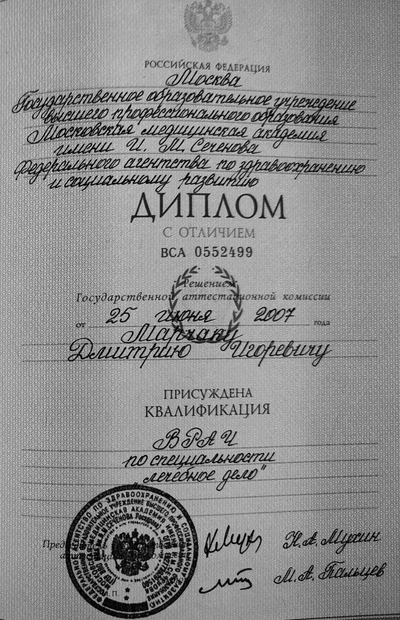 РОССИЙСКАЯ ФЕДЕРАЦИЯ
Москва
Государственное образовательное учреждение
высшего профессионального образования
Московская медицинская академия
имени И. М. Сеченова
Федерального агентства по здравоохранению
и социальному развитию
ДИПЛОМ
С ОТЛИЧИЕМ
ВСА 0552499
Решением
Государственной аттестационной комиссии
от 25 июня 2007 года
Марчаку
Дмитрию Игоревичу
ПРИСУЖДЕНА
КВАЛИФИКАЦИЯ
ВРАЧ
по специальности
„лечебное дело"
Н.А. Мухин
М.А. Пальцев